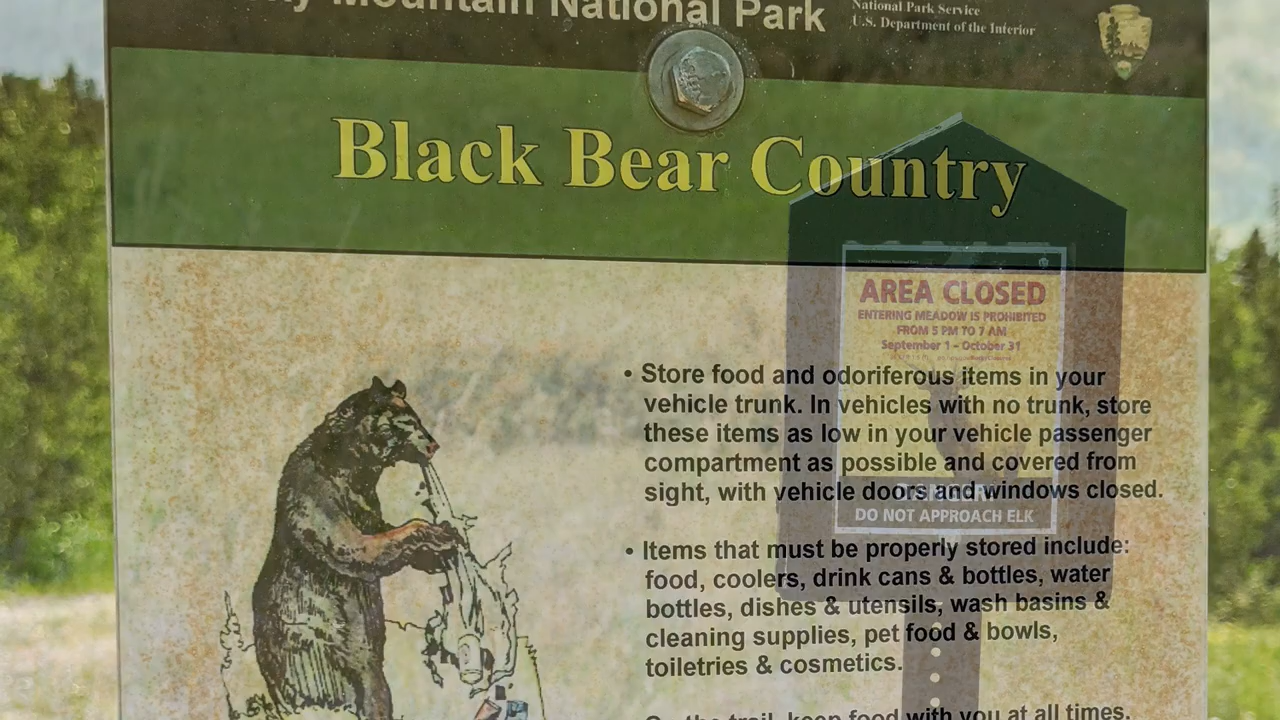 Mountain National Park
National Park Service
U.S. Department of the Interior
Black Bear Country
AREA CLOSED
ENTERING MEADOW IS PROHIBITED
FROM 5 PM TO 7 AM
September 1 - October 31
• Store food and odoriferous items in your
vehicle trunk. In vehicles with no trunk, store
these items as low in your vehicle passenger
compartment as possible and covered from
sight, with vehicle doors and windows closed.
DO NOT APPROACH ELK
• Items that must be properly stored include:
food, coolers, drink cans & bottles, water
bottles, dishes & utensils, wash basins &
cleaning supplies, pet food & bowls,
toiletries & cosmetics.
trail, keep food with you at all times.